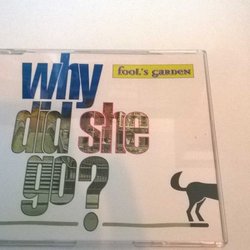 fool's garden
why
did she
go?